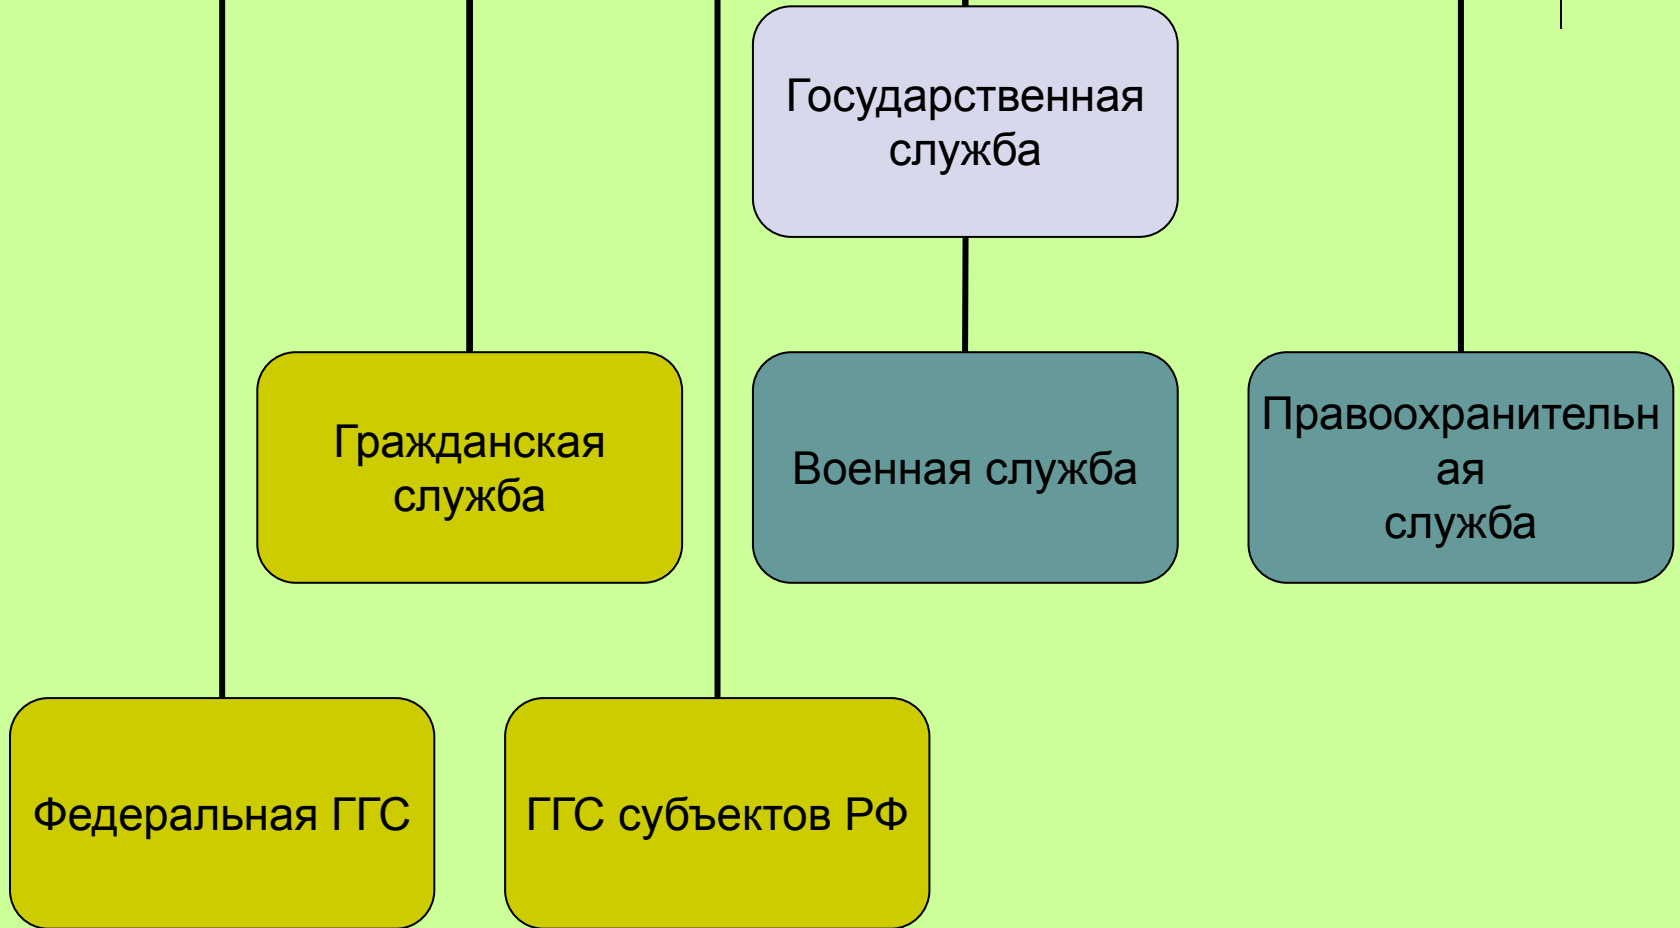 Государственная
служба
Гражданская
служба
Военная служба
Правоохранительн
ая
служба
Федеральная ГГС
ГГС субъектов РФ